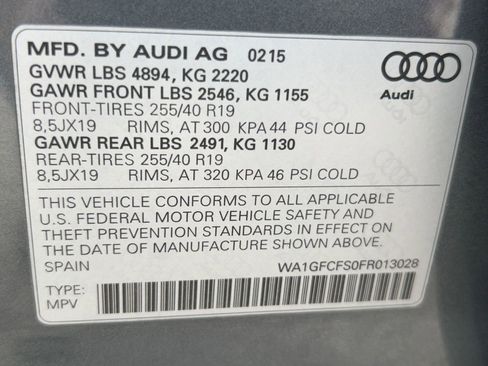 MFD. BY AUDI AG 0215
GVWR LBS 4894, KG 2220
GAWR FRONT LBS 2546, KG 1155
FRONT-TIRES 255/40 R19
8,5JX19 RIMS, AT 300 KPA 44 PSI COLD
GAWR REAR LBS 2491, KG 1130
REAR-TIRES 255/40 R19
8,5JX19 RIMS, AT 320 KPA 46 PSI COLD
Audi
THIS VEHICLE CONFORMS TO ALL APPLICABLE
U.S. FEDERAL MOTOR VEHICLE SAFETY AND
THEFT PREVENTION STANDARDS IN EFFECT ON
THE DATE OF MANUFACTURE SHOWN ABOVE.
SPAIN WA1GFCFS0FR013028
TYPE:
MPV